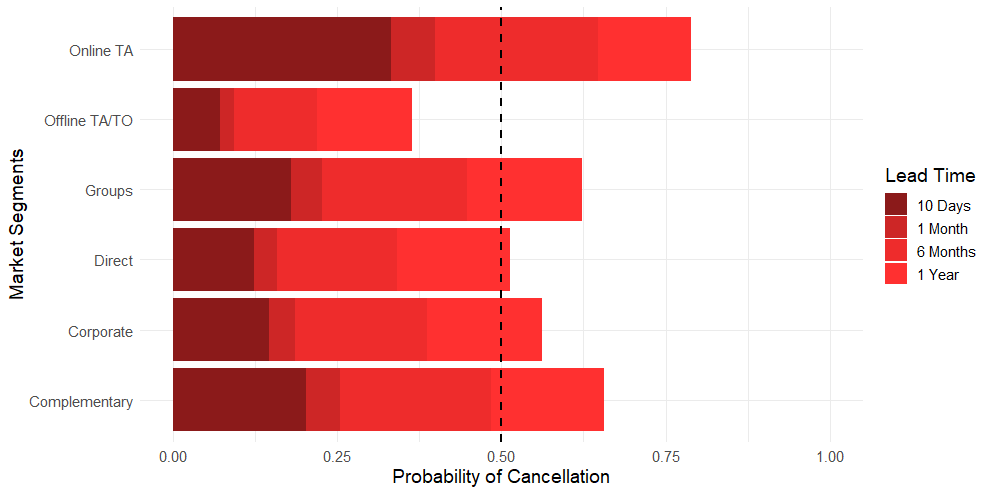 Online TA
Offline TA/TO
Groups
Direct
Corporate
Complementary
Market Segments
0.00 0.25 0.50 0.75 1.00
Probability of Cancellation
Lead Time
10 Days
1 Month
6 Months
1 Year